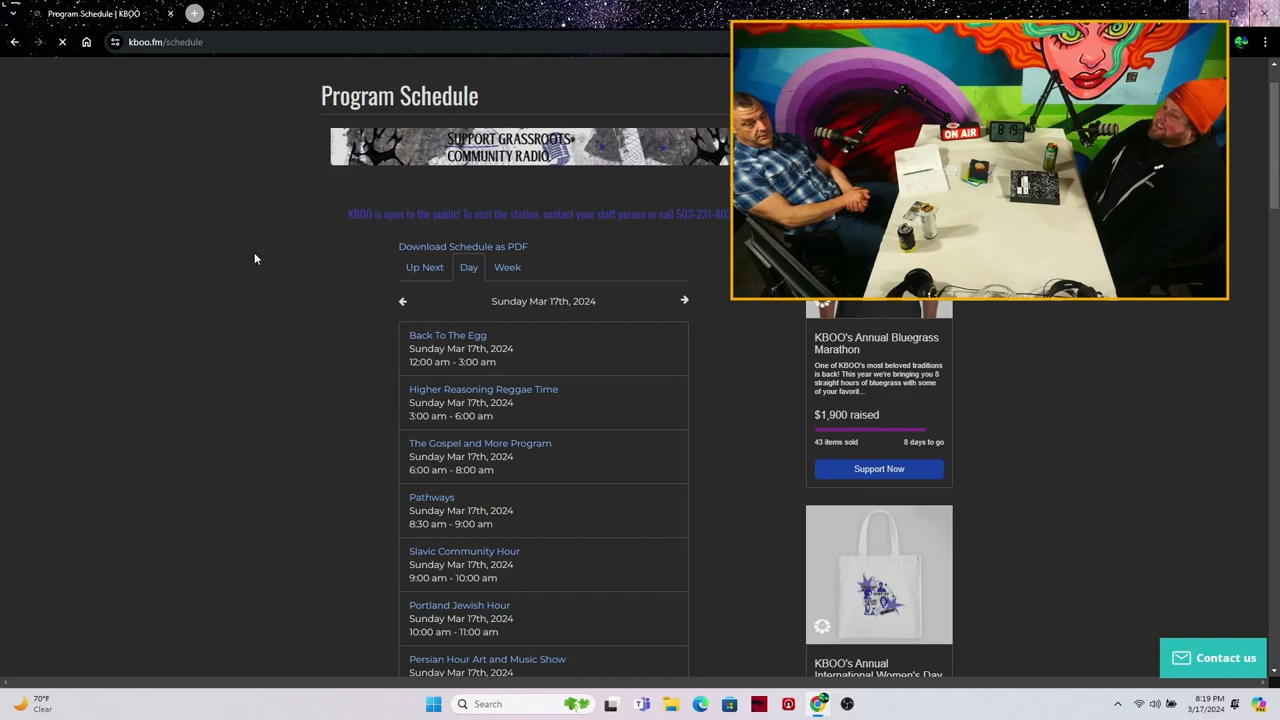 Program Schedule | KBOO
kboo.fm/schedule
Program Schedule
SUPPORT GRASSROOTS
COMMUNITY RADIO
KBOO is open to the public! To visit the station, contact your staff person or call 503-231-803
Download Schedule as PDF
Up Next Day Week
Sunday Mar 17th, 2024
Back To The Egg
Sunday Mar 17th, 2024
12:00 am - 3:00 am
Higher Reasoning Reggae Time
Sunday Mar 17th, 2024
3:00 am - 6:00 am
The Gospel and More Program
Sunday Mar 17th, 2024
6:00 am - 8:00 am
Pathways
Sunday Mar 17th, 2024
8:30 am - 9:00 am
Slavic Community Hour
Sunday Mar 17th, 2024
9:00 am - 10:00 am
Portland Jewish Hour
Sunday Mar 17th, 2024
10:00 am - 11:00 am
Persian Hour Art and Music Show
Sunday Mar 17th, 2024
ON AIR
8:19
KBOO's Annual Bluegrass
Marathon
One of KBOO's most beloved traditions
is back! This year we're bringing you 8
straight hours of bluegrass with some
of your favorit...
$1,900 raised
43 items sold 8 days to go
Support Now
KBOO's Annual
International Women's Day
Contact us
70°F
Clear
Search
8:19 PM
3/17/2024